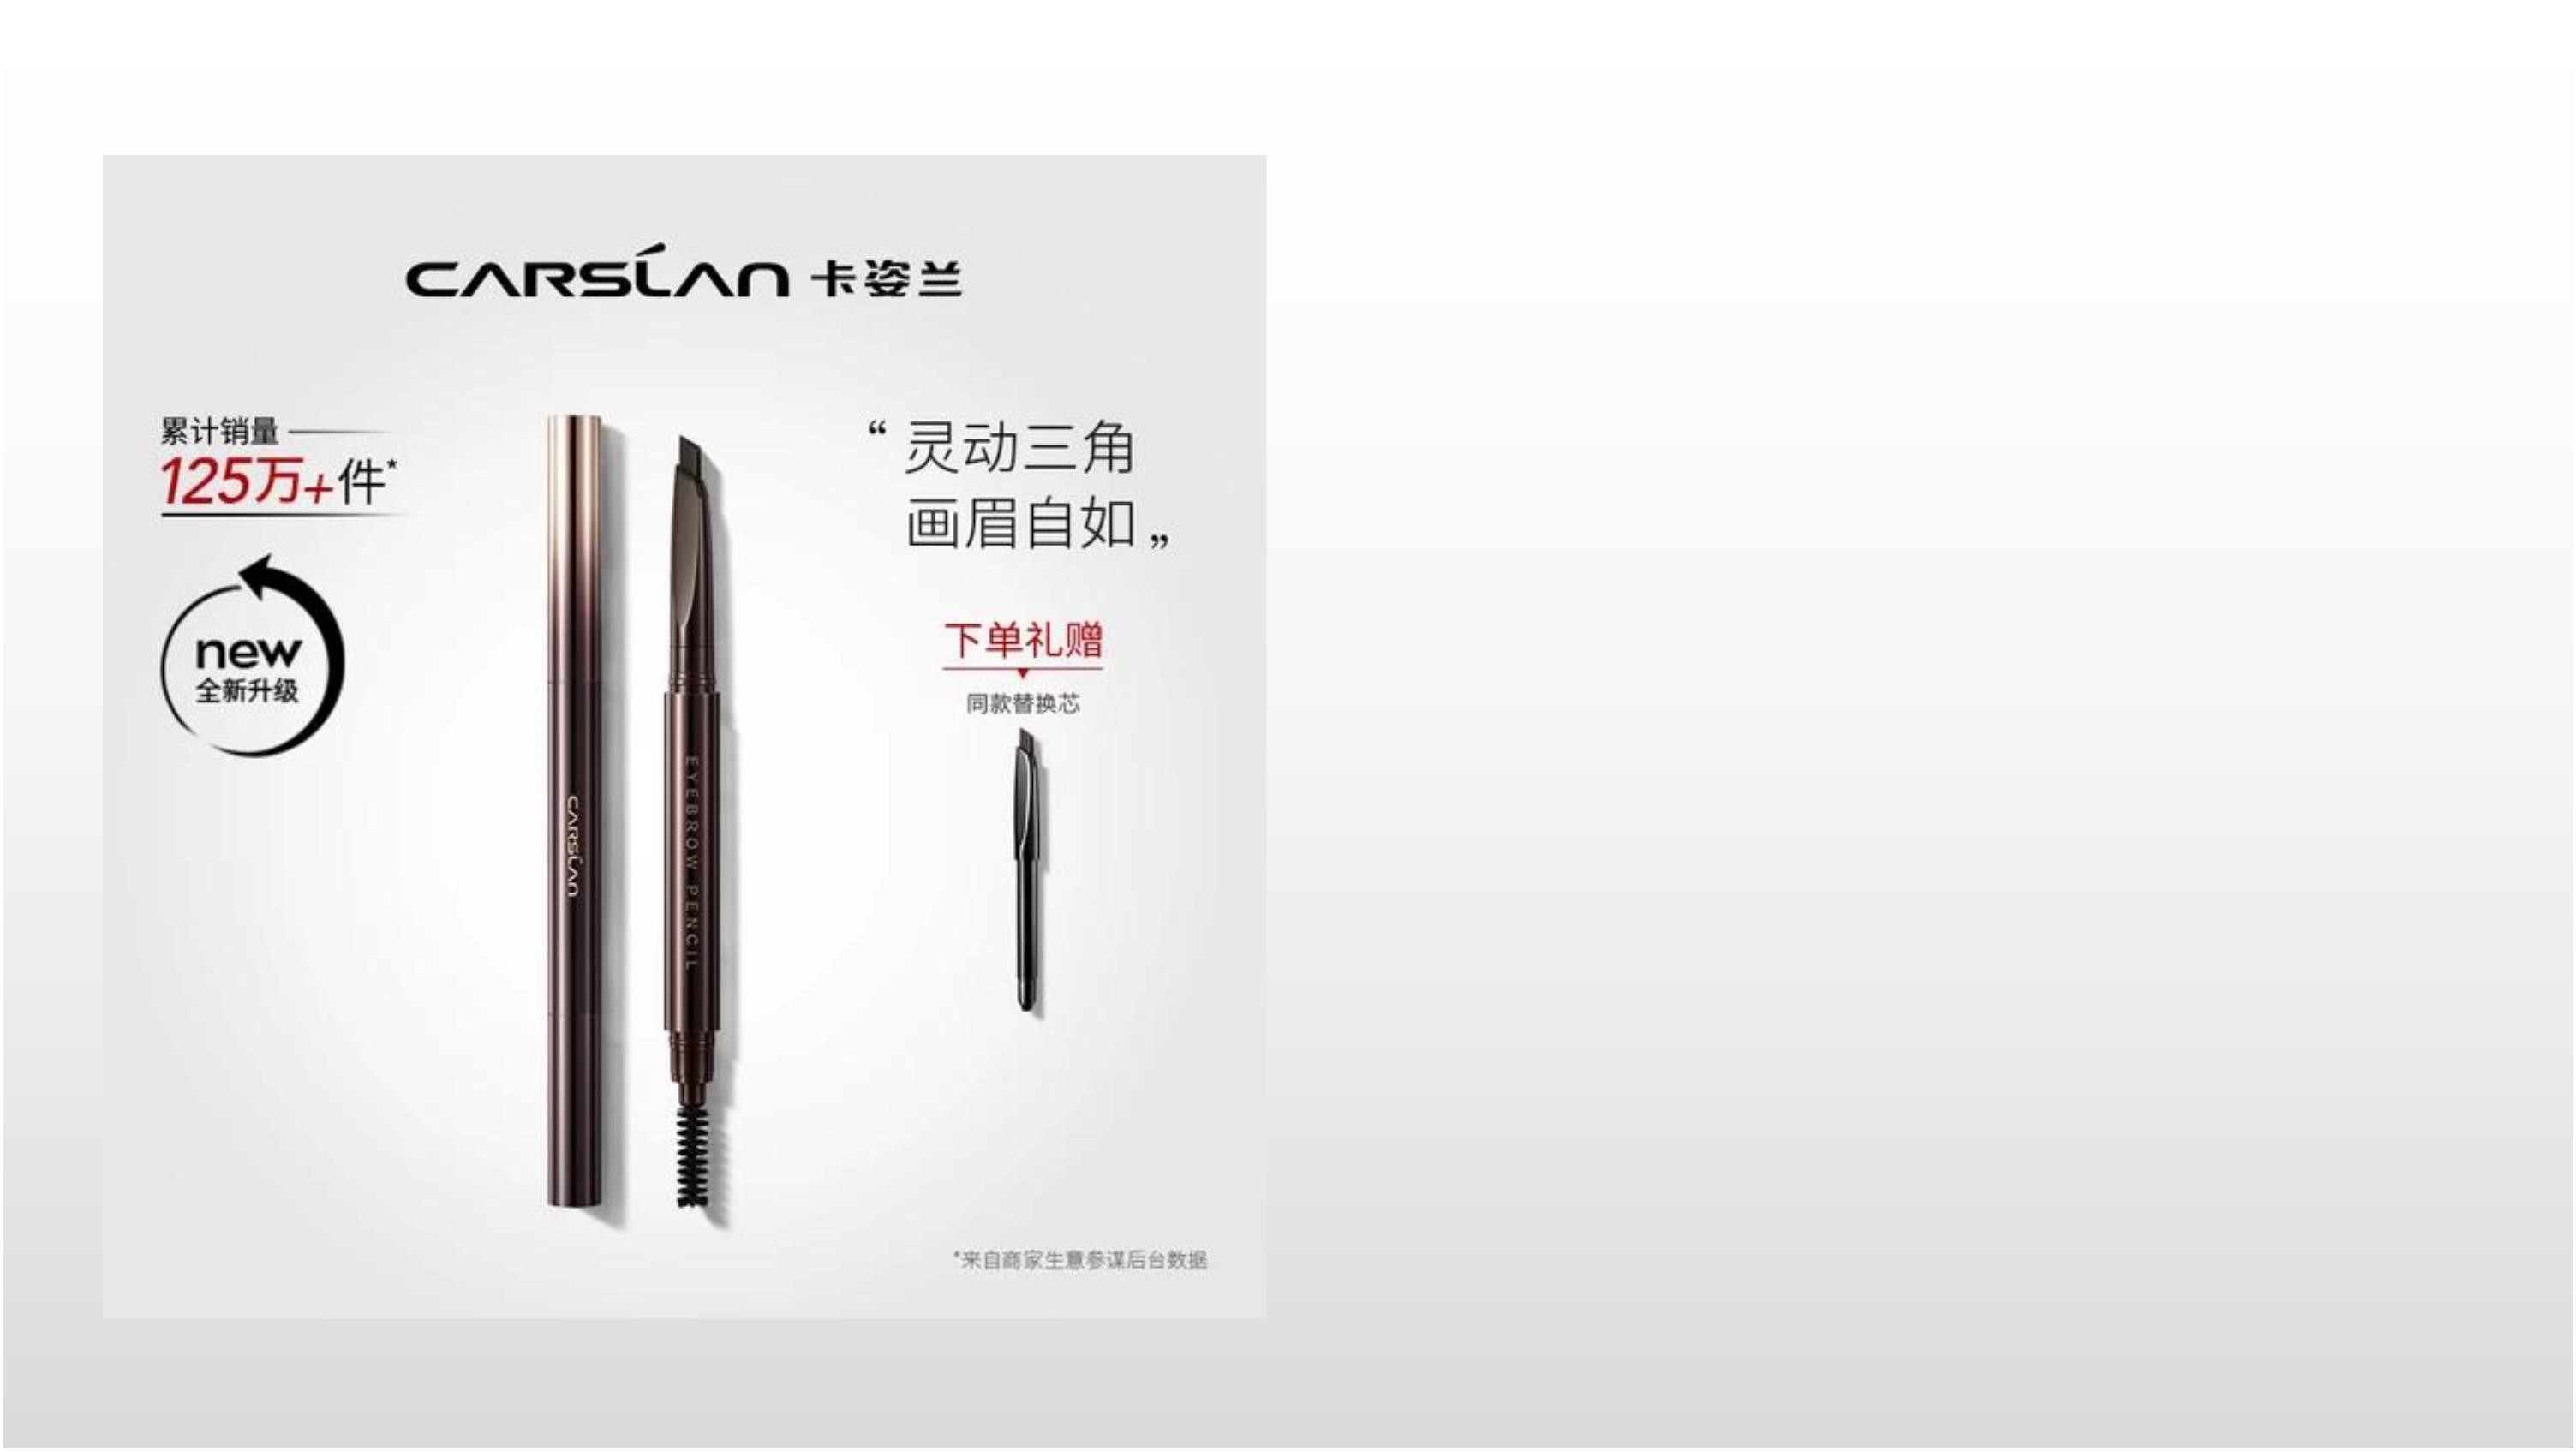 CARSLAN 卡姿兰
累计销量
125万+件*
new
全新升级
“灵动三角
画眉自如”
下单礼赠
同款替换芯
CARSLAN
EYEBROW PENCIL
*来自商家生意参谋后台数据